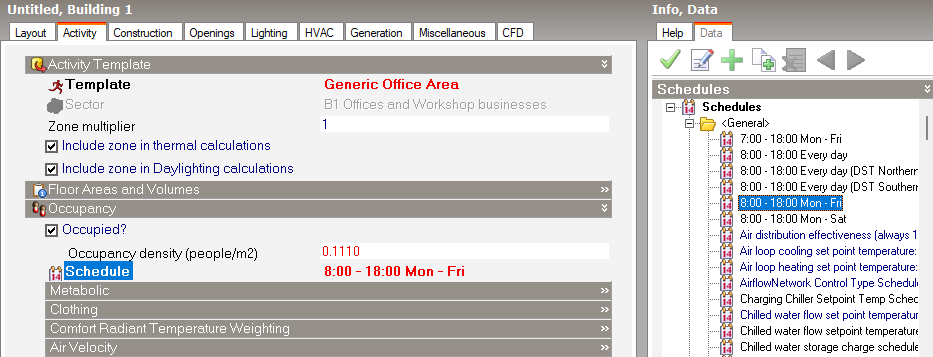 Untitled, Building 1
Layout Activity Construction Openings Lighting HVAC Generation Miscellaneous CFD
Activity Template
Template Generic Office Area
Sector B1 Offices and Workshop businesses
Zone multiplier 1
Include zone in thermal calculations
Include zone in Daylighting calculations
Floor Areas and Volumes
Occupancy
Occupied?
Occupancy density (people/m2) 0.1110
Schedule 8:00 - 18:00 Mon - Fri
Metabolic
Clothing
Comfort Radiant Temperature Weighting
Air Velocity
Info, Data
Help Data
Schedules
Schedules
<General>
7:00 - 18:00 Mon - Fri
8:00 - 18:00 Every day
8:00 - 18:00 Every day (DST Northern
8:00 - 18:00 Every day (DST Southern
8:00 - 18:00 Mon - Fri
8:00 - 18:00 Mon - Sat
Air distribution effectiveness (always 1
Air loop cooling set point temperature:
Air loop heating set point temperature:
AirflowNetwork Control Type Schedule
Charging Chiller Setpoint Temp Sched
Chilled water flow set point temperature
Chilled water flow setpoint temperature
Chilled water storage charge schedule